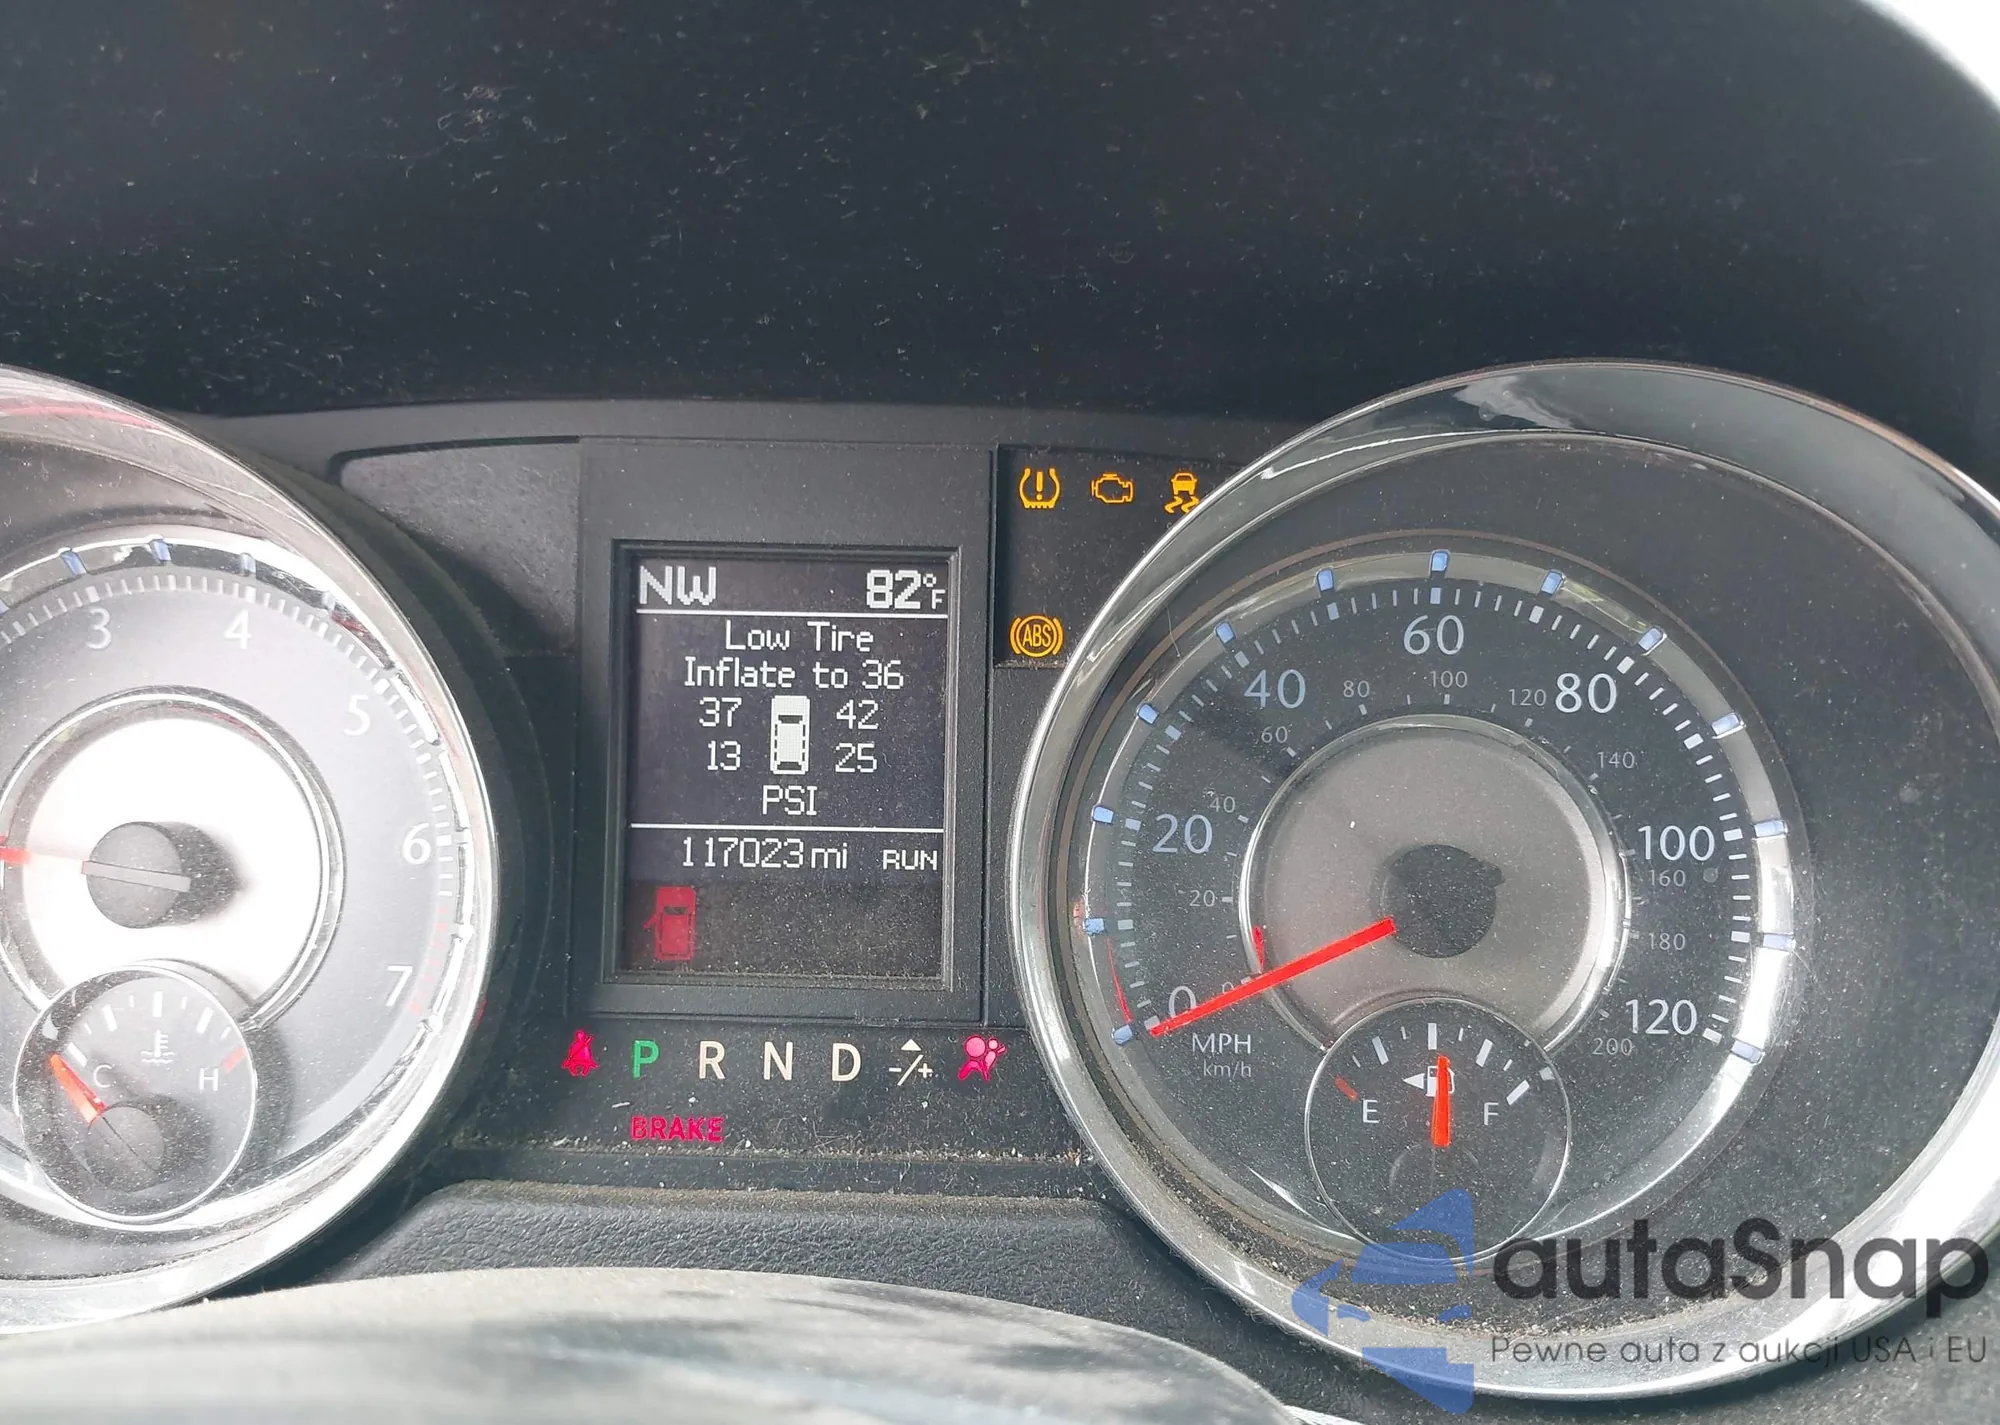 NW 82°F
Low Tire
Inflate to 36
37 42
13 25
PSI
117023 mi RUN
ABS
P R N D -/+
BRAKE
3 4 5 6 7
C H
0 20 40 60 80 100 120
MPH
20 40 60 80 100 120 140 160 180 200
km/h
E F
autaSnap
Pewne auta z aukcji USA i EU